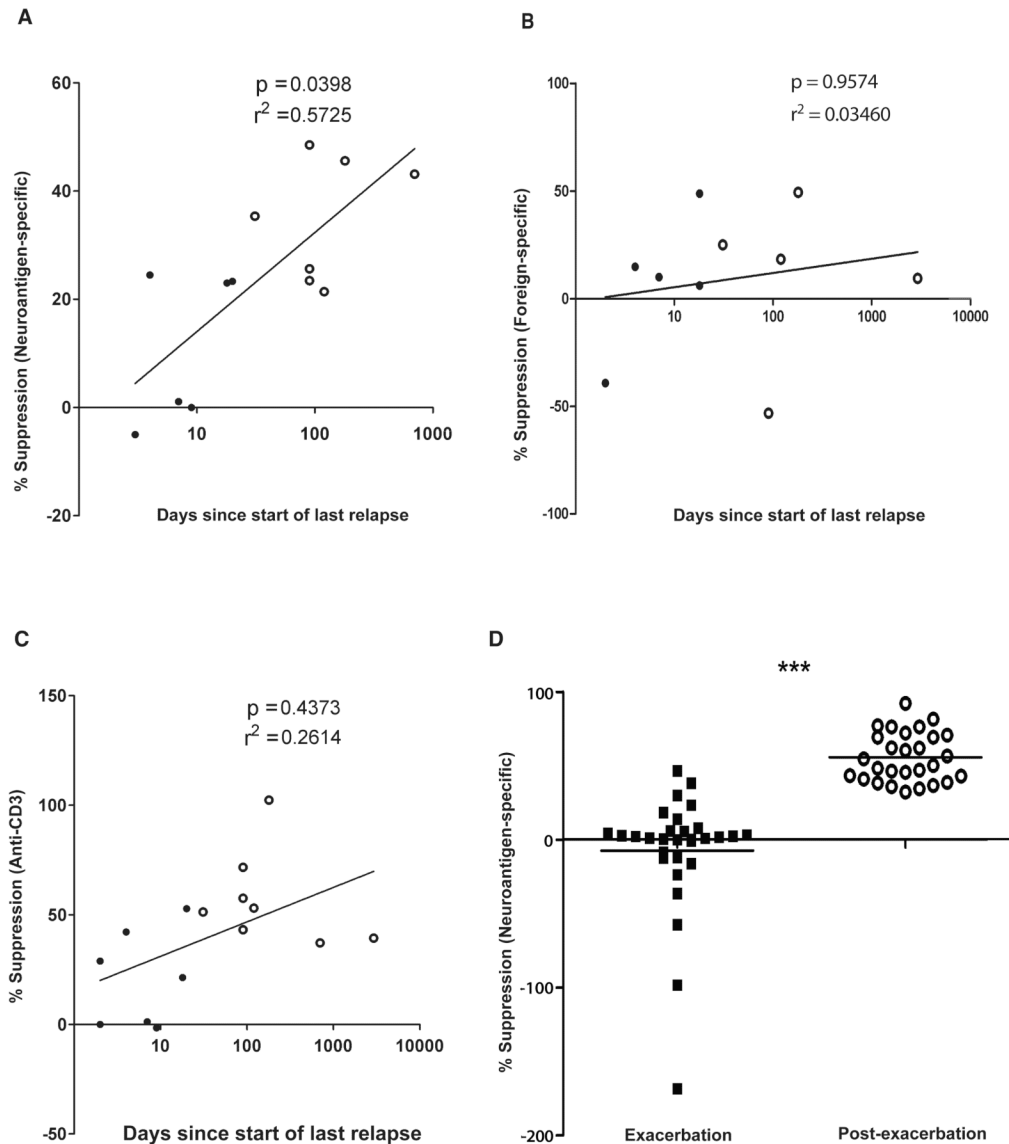 A
p = 0.0398
r² = 0.5725
% Suppression (Neuroantigen-specific)
60
40
20
0
-20
10
100
1000
Days since start of last relapse
B
p = 0.9574
r² = 0.03460
% Suppression (Foreign-specific)
100
50
0
-50
-100
10
100
1000
10000
Days since start of last relapse
C
p = 0.4373
r² = 0.2614
% Suppression (Anti-CD3)
150
100
50
0
-50
10
100
1000
10000
Days since start of last relapse
D
***
% Suppression (Neuroantigen-specific)
100
0
-100
-200
Exacerbation
Post-exacerbation